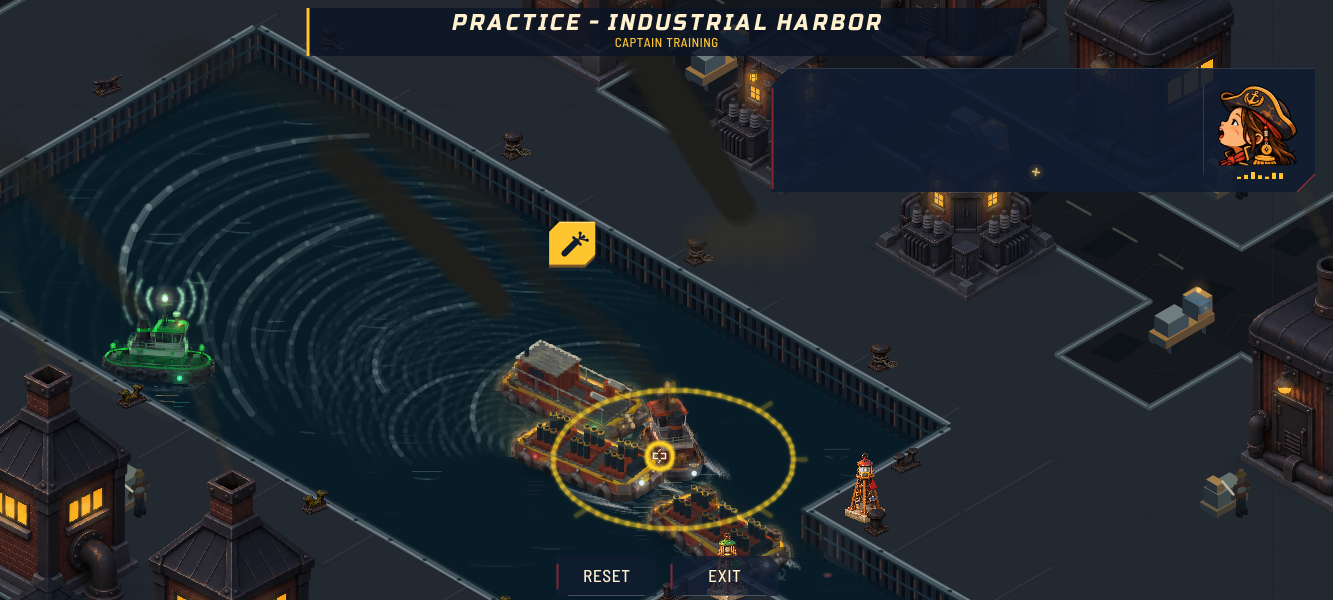 PRACTICE - INDUSTRIAL HARBOR
CAPTAIN TRAINING
RESET
EXIT